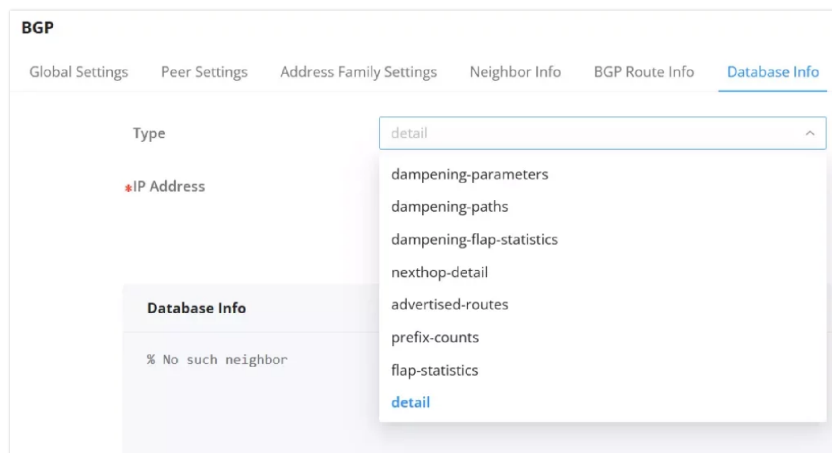 BGP
Global Settings Peer Settings Address Family Settings Neighbor Info BGP Route Info Database Info
Type detail
dampening-parameters
*IP Address
dampening-paths
dampening-flap-statistics
nexthop-detail
Database Info
advertised-routes
prefix-counts
% No such neighbor
flap-statistics
detail